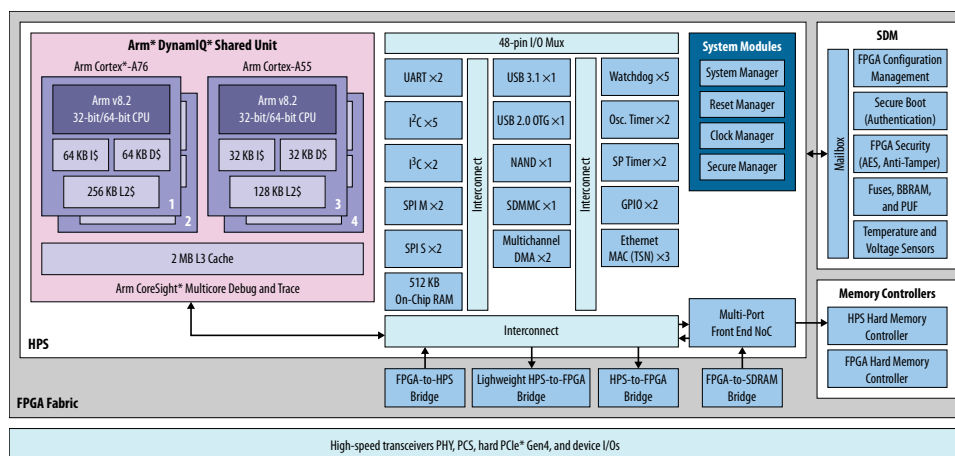 Arm* DynamIQ* Shared Unit
Arm Cortex*-A76
Arm v8.2
32-bit/64-bit CPU
64 KB I$
64 KB D$
256 KB L2$
1
2
Arm Cortex-A55
Arm v8.2
32-bit/64-bit CPU
32 KB I$
32 KB D$
128 KB L2$
3
4
2 MB L3 Cache
Arm CoreSight* Multicore Debug and Trace
48-pin I/O Mux
UART ×2
I²C ×5
I³C ×2
SPI M ×2
SPI S ×2
512 KB
On-Chip RAM
Interconnect
USB 3.1 ×1
USB 2.0 OTG ×1
NAND ×1
SDMMC ×1
Multichannel
DMA ×2
Interconnect
Watchdog ×5
Osc. Timer ×2
SP Timer ×2
GPIO ×2
Ethernet
MAC (TSN) ×3
System Modules
System Manager
Reset Manager
Clock Manager
Secure Manager
SDM
Mailbox
FPGA Configuration
Management
Secure Boot
(Authentication)
FPGA Security
(AES, Anti-Tamper)
Fuses, BBRAM,
and PUF
Temperature and
Voltage Sensors
Interconnect
Multi-Port
Front End NoC
Memory Controllers
HPS Hard Memory
Controller
FPGA Hard Memory
Controller
HPS
FPGA-to-HPS
Bridge
Lighweight HPS-to-FPGA
Bridge
HPS-to-FPGA
Bridge
FPGA-to-SDRAM
Bridge
FPGA Fabric
High-speed transceivers PHY, PCS, hard PCIe* Gen4, and device I/Os